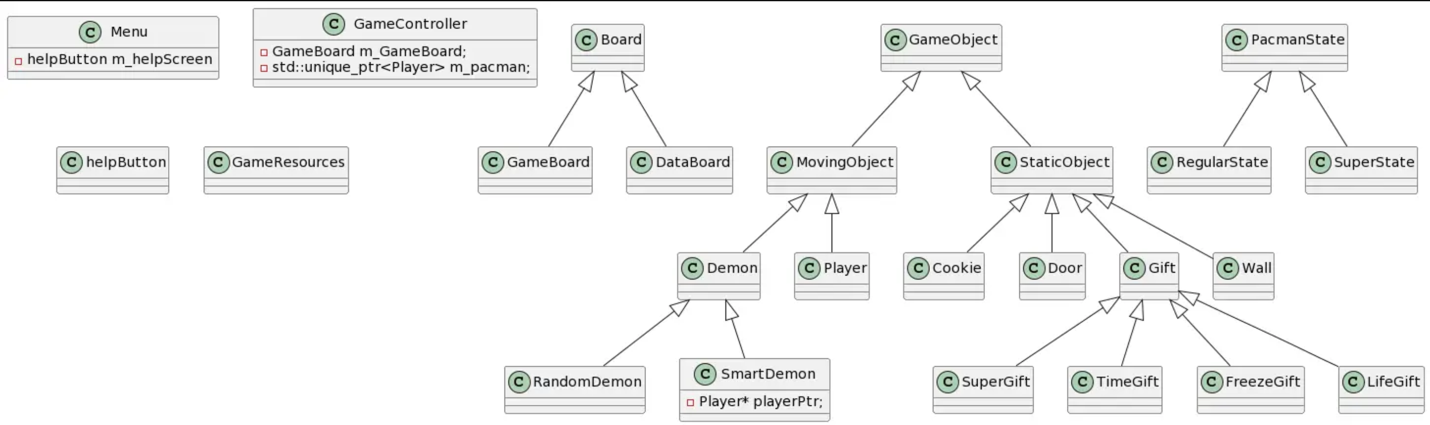 C Menu
helpButton m_helpScreen
C GameController
GameBoard m_GameBoard;
std::unique_ptr<Player> m_pacman;
C Board
C GameObject
C PacmanState
C helpButton
C GameResources
C GameBoard
C DataBoard
C MovingObject
C StaticObject
C RegularState
C SuperState
C Demon
C Player
C Cookie
C Door
C Gift
C Wall
C RandomDemon
C SmartDemon
Player* playerPtr;
C SuperGift
C TimeGift
C FreezeGift
C LifeGift